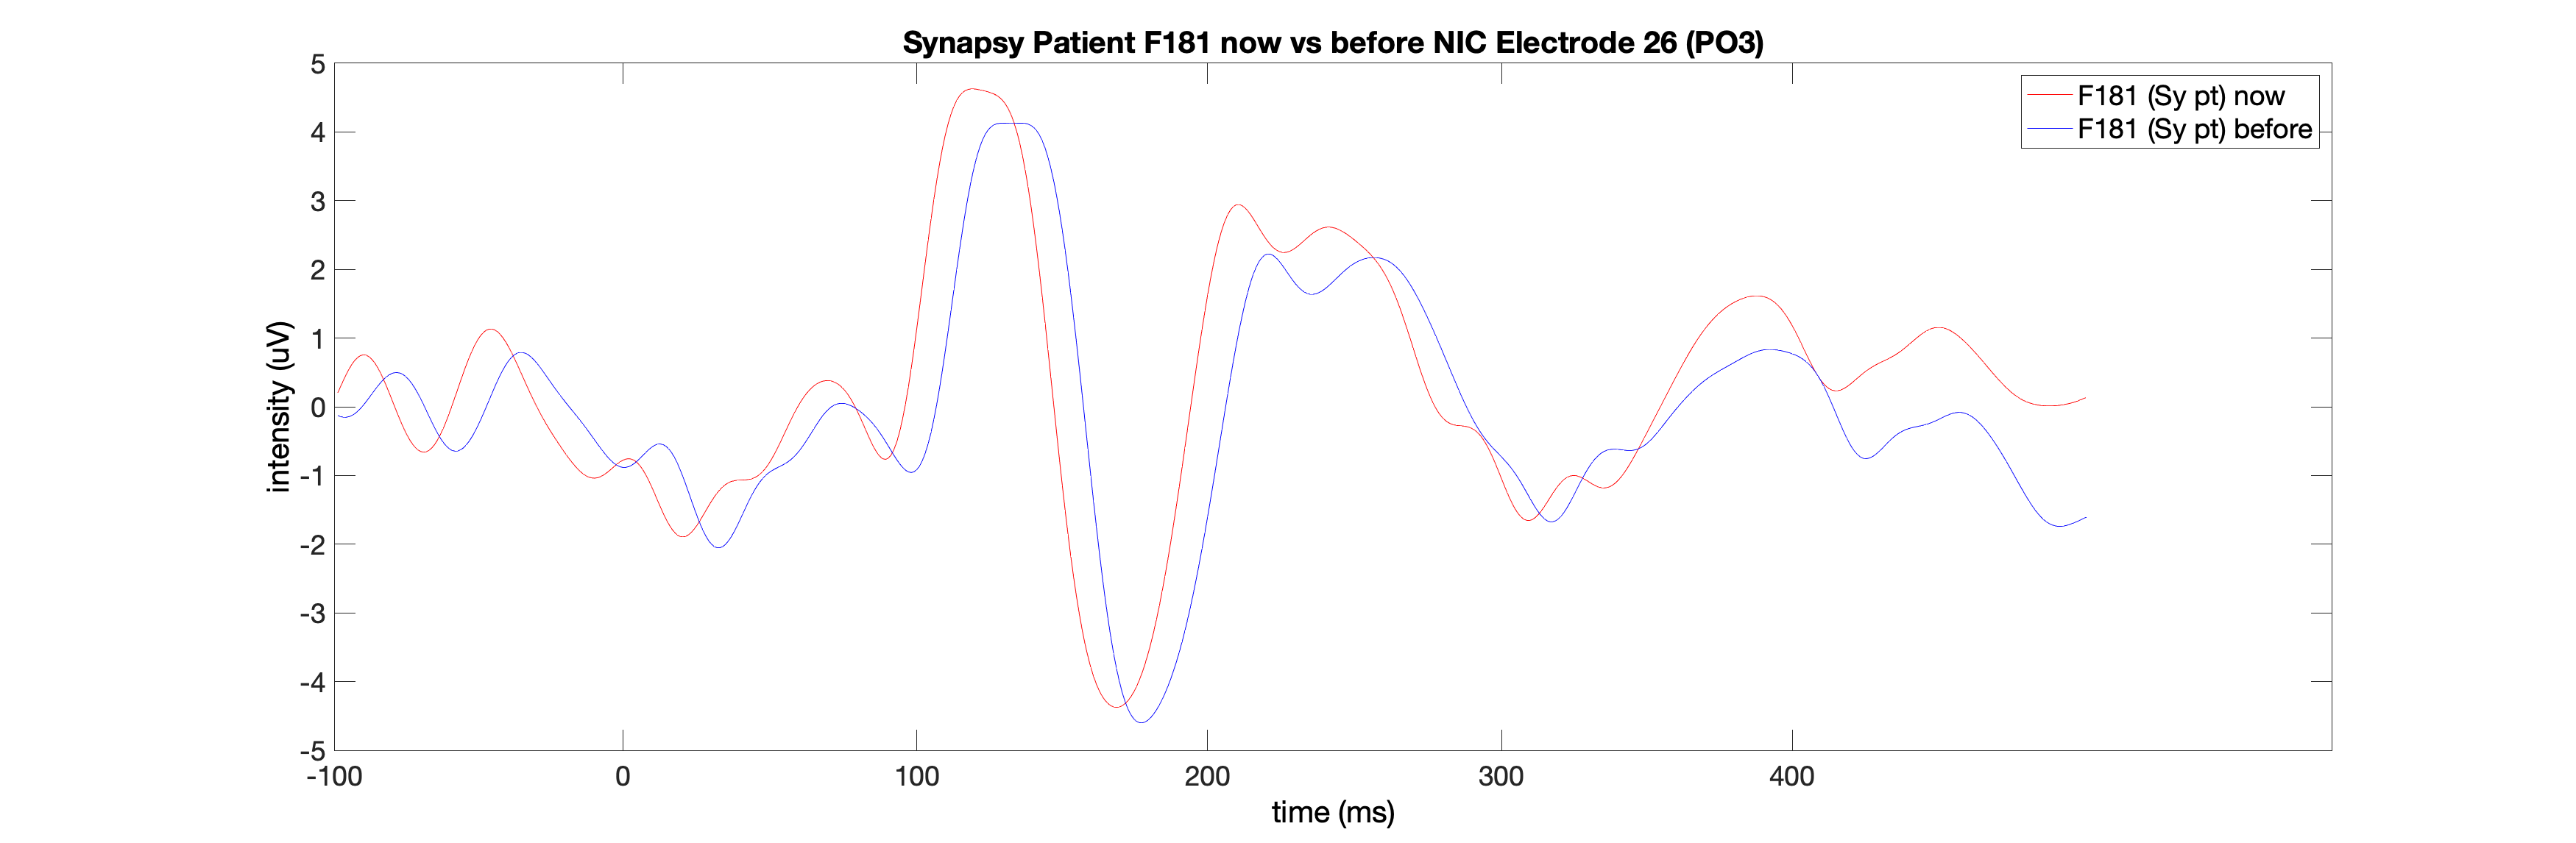 Synapsy Patient F181 now vs before NIC Electrode 26 (PO3)
F181 (Sy pt) now
F181 (Sy pt) before
intensity (uV)
5
4
3
2
1
0
-1
-2
-3
-4
-5
-100 0 100 200 300 400
time (ms)